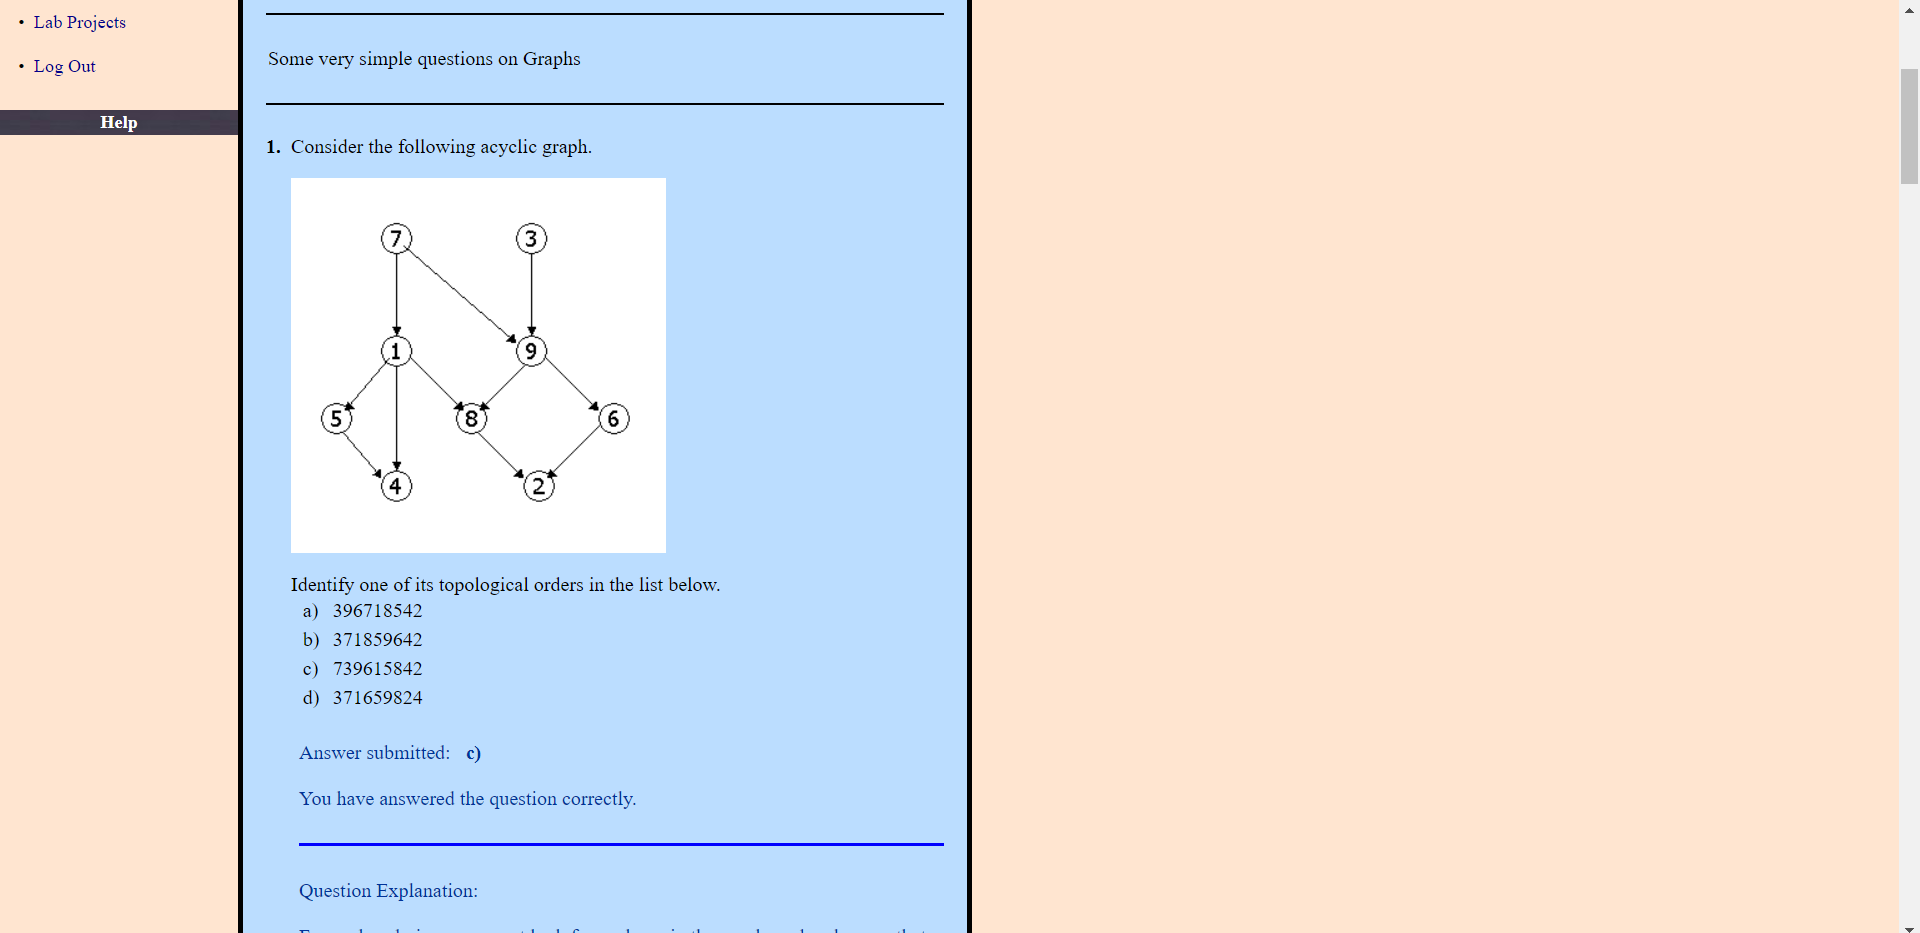 • Lab Projects
• Log Out
Help
Some very simple questions on Graphs
1. Consider the following acyclic graph.
7 3
1 9
5 8 6
4 2
Identify one of its topological orders in the list below.
a) 396718542
b) 371859642
c) 739615842
d) 371659824
Answer submitted: c)
You have answered the question correctly.
Question Explanation: